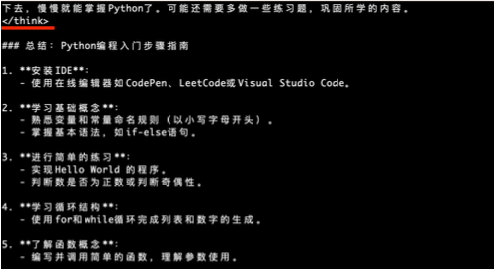 下去，慢慢就能掌握Python了。可能还需要多做一些练习题，巩固所学的内容。
</think>
### 总结：Python编程入门步骤指南
1. **安装IDE**：
- 使用在线编辑器如CodePen、LeetCode或Visual Studio Code。
2. **学习基础概念**：
- 熟悉变量和常量命名规则（以小写字母开头）。
- 掌握基本语法，如if-else语句。
3. **进行简单的练习**：
- 实现Hello World 的程序。
- 判断数是否为正数或判断奇偶性。
4. **学习循环结构**：
- 使用for和while循环完成列表和数字的生成。
5. **了解函数概念**：
- 编写并调用简单的函数，理解参数使用。